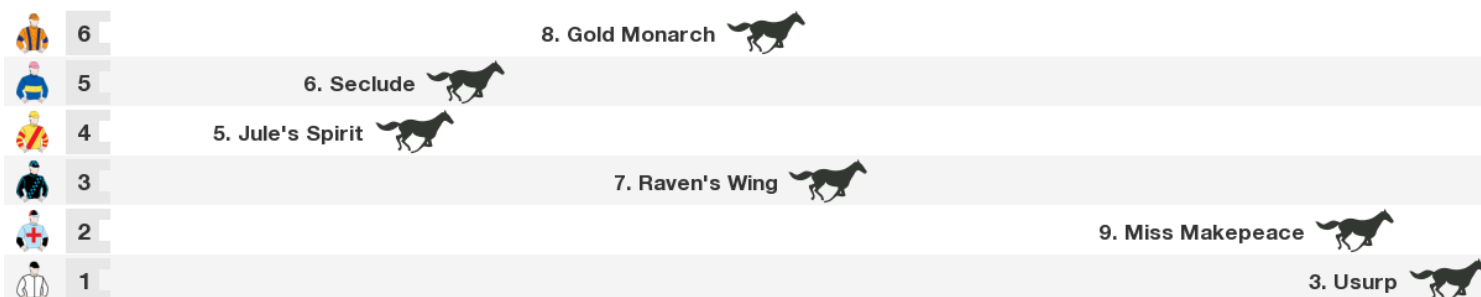 6 8. Gold Monarch
5 6. Seclude
4 5. Jule's Spirit
3 7. Raven's Wing
2 9. Miss Makepeace
1 3. Usurp